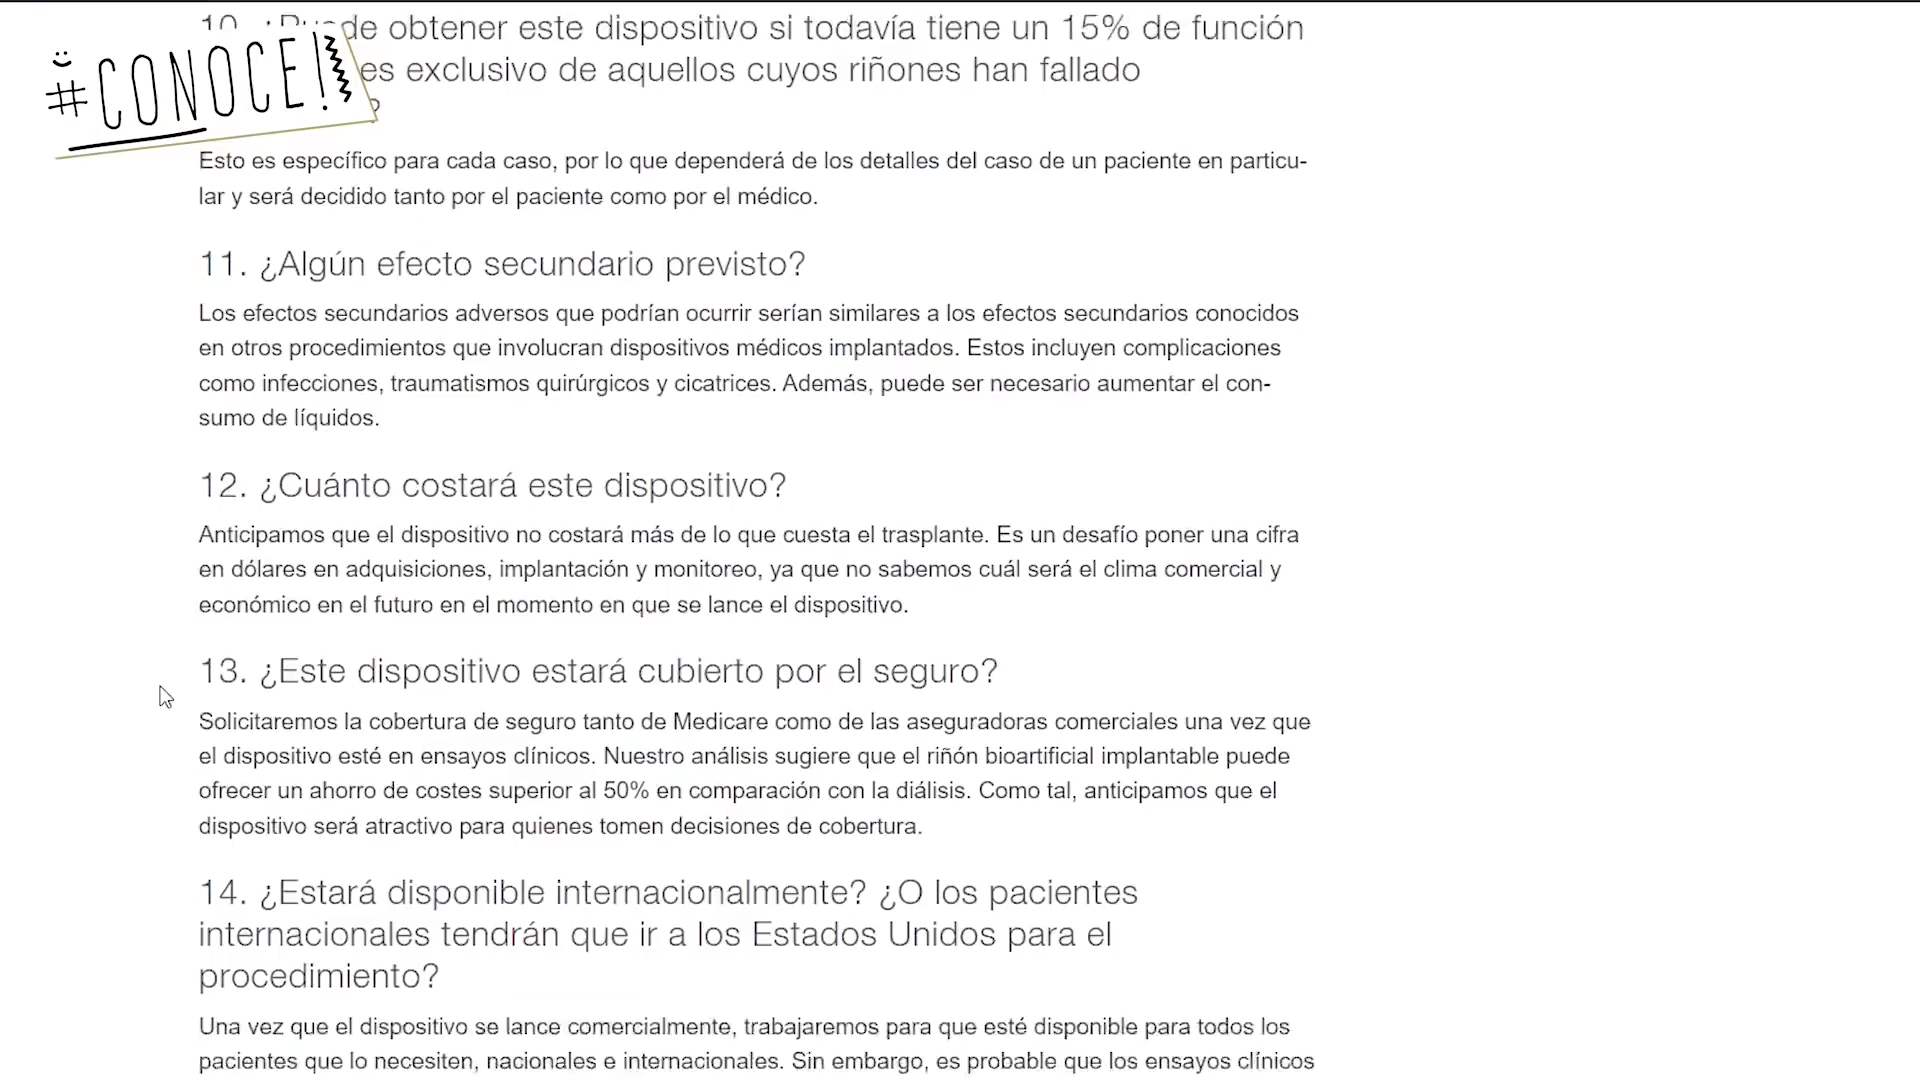 de obtener este dispositivo si todavía tiene un 15% de función
#CONOCE!
es exclusivo de aquellos cuyos riñones han fallado
Esto es específico para cada caso, por lo que dependerá de los detalles del caso de un paciente en particu-
lar y será decidido tanto por el paciente como por el médico.
11. ¿Algún efecto secundario previsto?
Los efectos secundarios adversos que podrían ocurrir serían similares a los efectos secundarios conocidos
en otros procedimientos que involucran dispositivos médicos implantados. Estos incluyen complicaciones
como infecciones, traumatismos quirúrgicos y cicatrices. Además, puede ser necesario aumentar el con-
sumo de líquidos.
12. ¿Cuánto costará este dispositivo?
Anticipamos que el dispositivo no costará más de lo que cuesta el trasplante. Es un desafío poner una cifra
en dólares en adquisiciones, implantación y monitoreo, ya que no sabemos cuál será el clima comercial y
económico en el futuro en el momento en que se lance el dispositivo.
13. ¿Este dispositivo estará cubierto por el seguro?
Solicitaremos la cobertura de seguro tanto de Medicare como de las aseguradoras comerciales una vez que
el dispositivo esté en ensayos clínicos. Nuestro análisis sugiere que el riñón bioartificial implantable puede
ofrecer un ahorro de costes superior al 50% en comparación con la diálisis. Como tal, anticipamos que el
dispositivo será atractivo para quienes tomen decisiones de cobertura.
14. ¿Estará disponible internacionalmente? ¿O los pacientes
internacionales tendrán que ir a los Estados Unidos para el
procedimiento?
Una vez que el dispositivo se lance comercialmente, trabajaremos para que esté disponible para todos los
pacientes que lo necesiten, nacionales e internacionales. Sin embargo, es probable que los ensayos clínicos